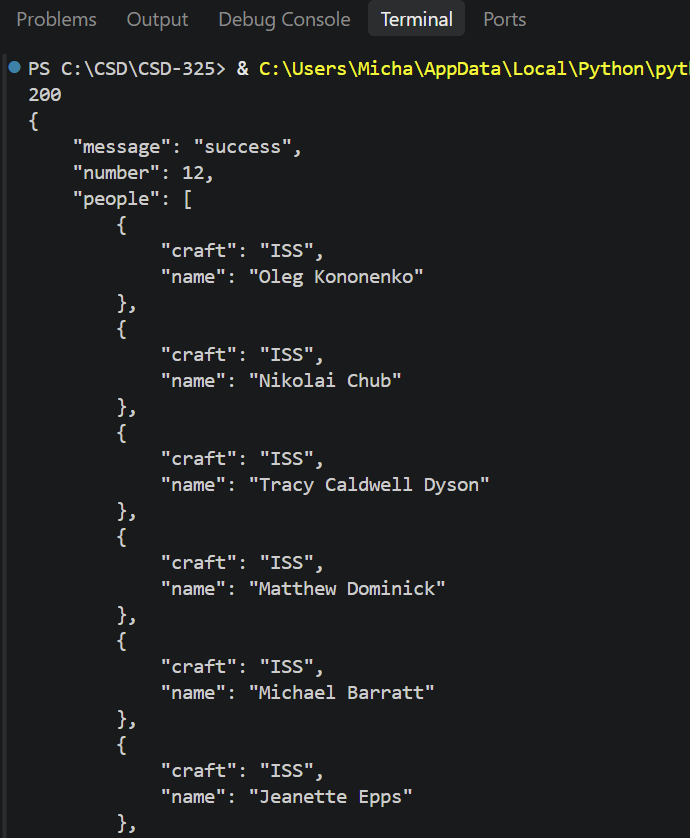 Problems Output Debug Console Terminal Ports
PS C:\CSD\CSD-325> & C:\Users\Micha\AppData\Local\Python\pyth
200
{
    "message": "success",
    "number": 12,
    "people": [
        {
            "craft": "ISS",
            "name": "Oleg Kononenko"
        },
        {
            "craft": "ISS",
            "name": "Nikolai Chub"
        },
        {
            "craft": "ISS",
            "name": "Tracy Caldwell Dyson"
        },
        {
            "craft": "ISS",
            "name": "Matthew Dominick"
        },
        {
            "craft": "ISS",
            "name": "Michael Barratt"
        },
        {
            "craft": "ISS",
            "name": "Jeanette Epps"
        },